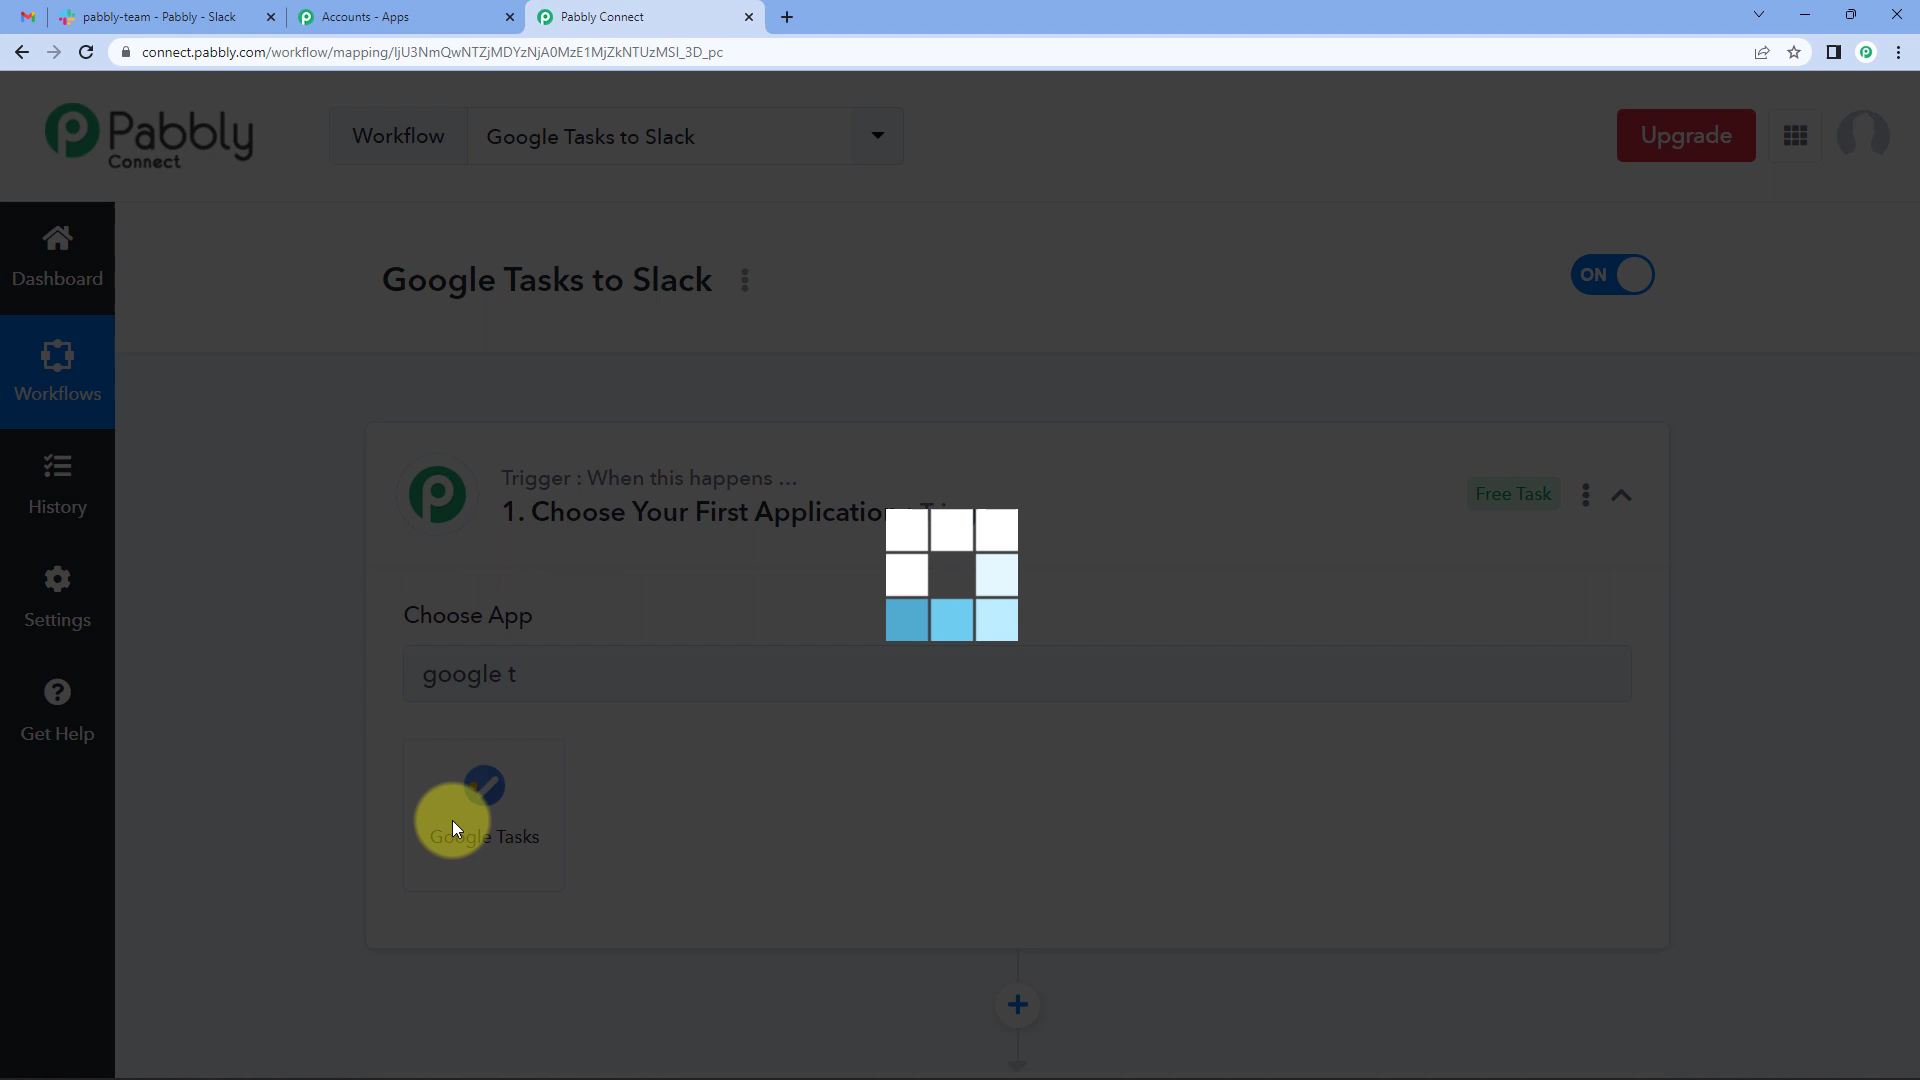 pabbly-team - Pabbly - Slack
Accounts - Apps
Pabbly Connect
connect.pabbly.com/workflow/mapping/IjU3NmQwNTZjMDYzNjA0MzE1MjZkNTUzMSI_3D_pc
Pabbly
Connect
Workflow
Google Tasks to Slack
Upgrade
Dashboard
Workflows
History
Settings
Get Help
Google Tasks to Slack
ON
Trigger : When this happens ...
1. Choose Your First Application
Free Task
Choose App
google t
Google Tasks